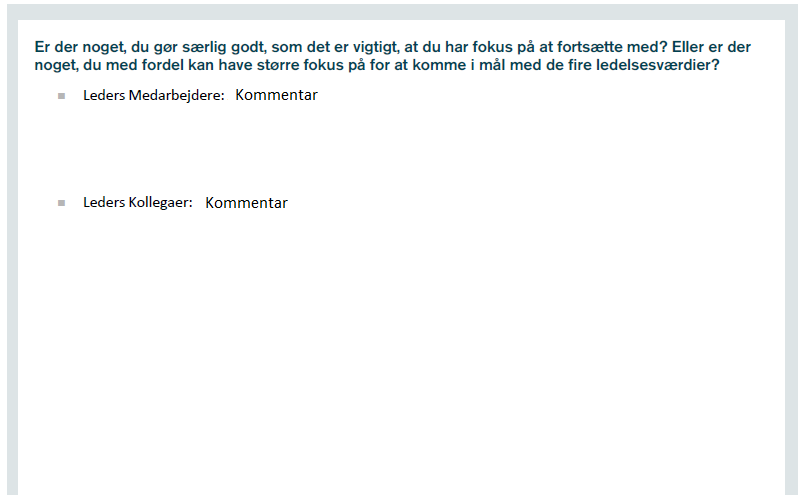 Er der noget, du gør særlig godt, som det er vigtigt, at du har fokus på at fortsætte med? Eller er der
noget, du med fordel kan have større fokus på for at komme i mål med de fire ledelsesværdier?
Leders Medarbejdere: Kommentar
Leders Kollegaer: Kommentar